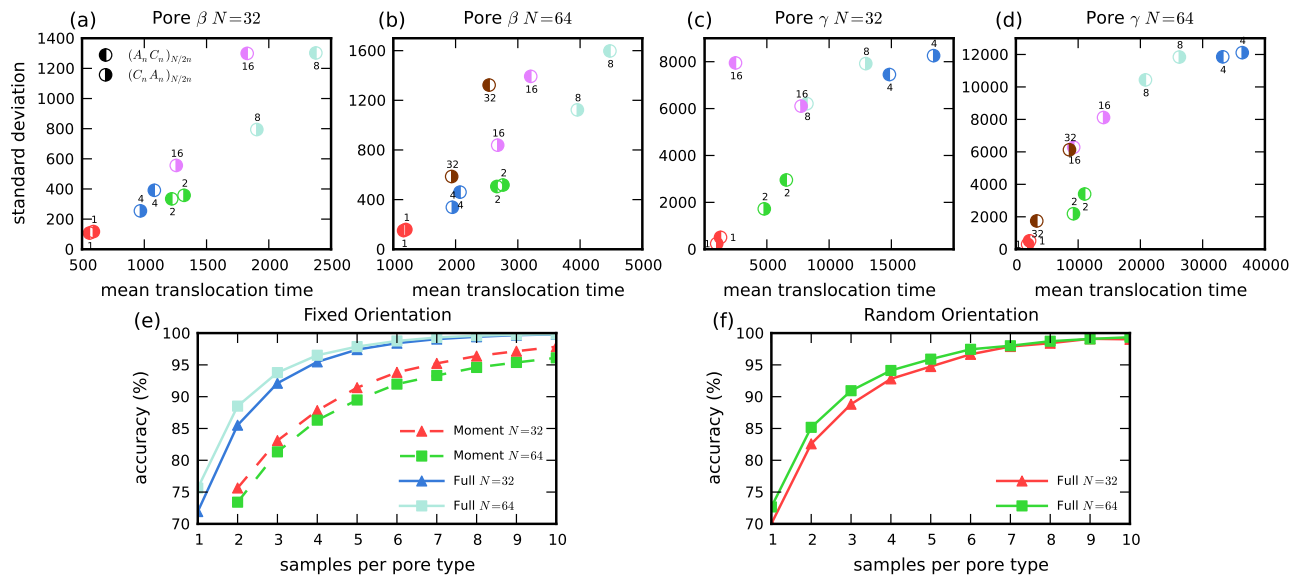 (a) Pore β N=32
(b) Pore β N=64
(c) Pore γ N=32
(d) Pore γ N=64
standard deviation
1400
1200
1000
800
600
400
200
0
500 1000 1500 2000 2500
(AₙCₙ)N/2n
(CₙAₙ)N/2n
16
8
8
16
4
4
2
2
1
1
mean translocation time
1600
1200
800
400
0
1000 2000 3000 4000 5000
8
16
32
8
16
32
4
4
2
2
1
1
mean translocation time
8000
6000
4000
2000
0
5000 10000 15000
16
8
4
4
16
8
2
2
1
1
mean translocation time
12000
10000
8000
6000
4000
2000
0
0 10000 20000 30000 40000
4
4
8
8
16
32
16
2
2
32
1
1
mean translocation time
(e) Fixed Orientation
accuracy (%)
100
95
90
85
80
75
70
1 2 3 4 5 6 7 8 9 10
Moment N=32
Moment N=64
Full N=32
Full N=64
samples per pore type
(f) Random Orientation
accuracy (%)
100
95
90
85
80
75
70
1 2 3 4 5 6 7 8 9 10
Full N=32
Full N=64
samples per pore type